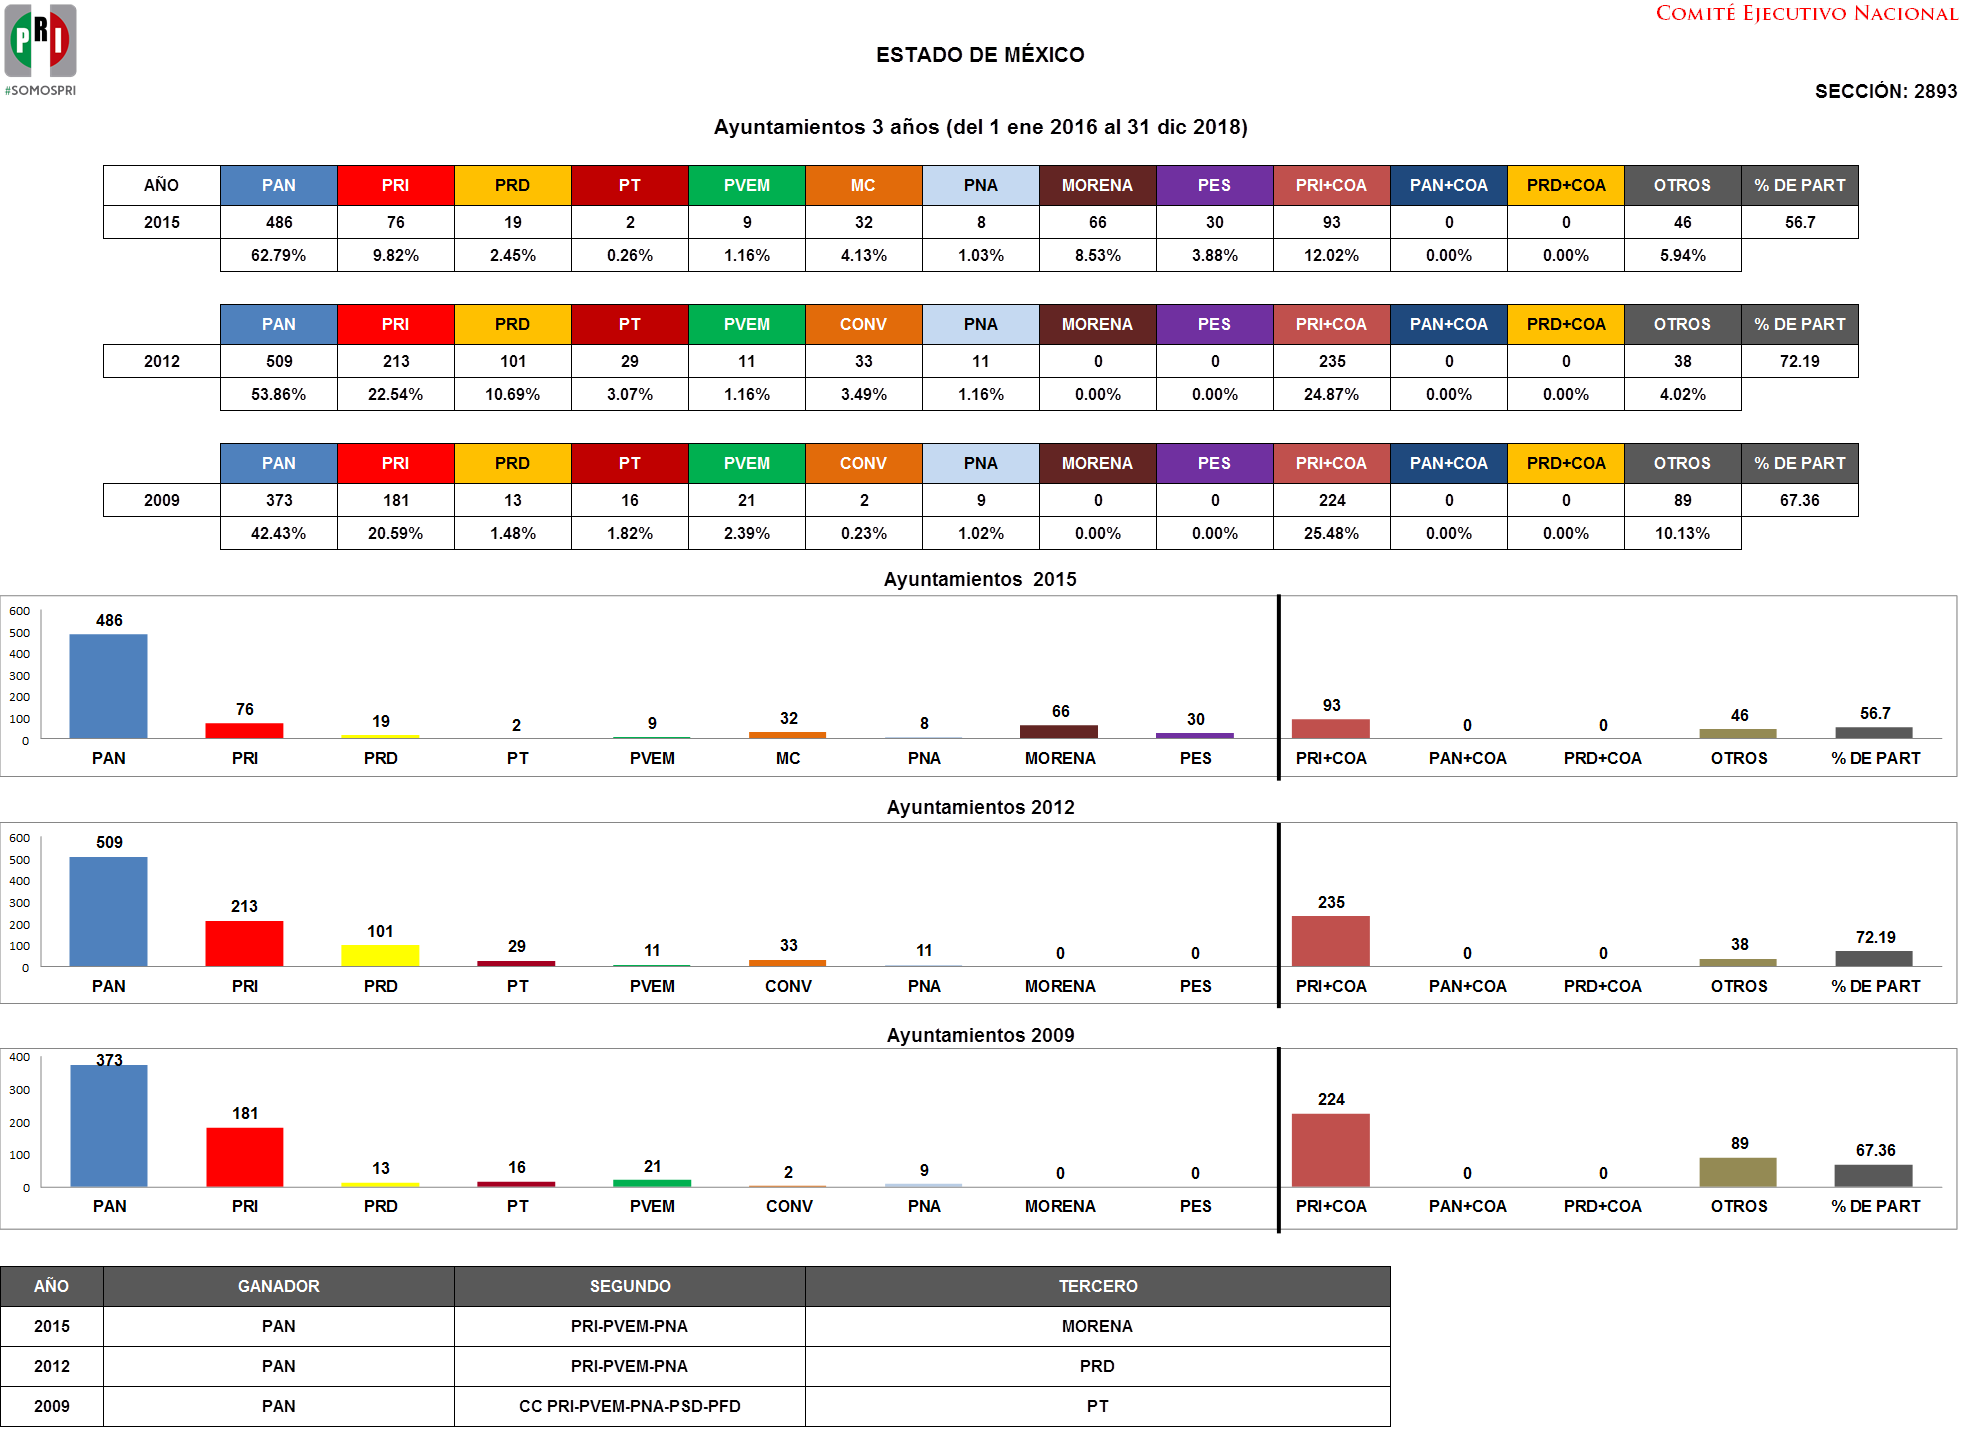 PRI
#SOMOSPRI
COMITÉ EJECUTIVO NACIONAL
ESTADO DE MÉXICO
SECCIÓN: 2893
Ayuntamientos 3 años (del 1 ene 2016 al 31 dic 2018)
AÑO PAN PRI PRD PT PVEM MC PNA MORENA PES PRI+COA PAN+COA PRD+COA OTROS % DE PART
2015 486 76 19 2 9 32 8 66 30 93 0 0 46 56.7
62.79% 9.82% 2.45% 0.26% 1.16% 4.13% 1.03% 8.53% 3.88% 12.02% 0.00% 0.00% 5.94%
PAN PRI PRD PT PVEM CONV PNA MORENA PES PRI+COA PAN+COA PRD+COA OTROS % DE PART
2012 509 213 101 29 11 33 11 0 0 235 0 0 38 72.19
53.86% 22.54% 10.69% 3.07% 1.16% 3.49% 1.16% 0.00% 0.00% 24.87% 0.00% 0.00% 4.02%
PAN PRI PRD PT PVEM CONV PNA MORENA PES PRI+COA PAN+COA PRD+COA OTROS % DE PART
2009 373 181 13 16 21 2 9 0 0 224 0 0 89 67.36
42.43% 20.59% 1.48% 1.82% 2.39% 0.23% 1.02% 0.00% 0.00% 25.48% 0.00% 0.00% 10.13%
Ayuntamientos 2015
600
500
400
300
200
100
0
486 76 19 2 9 32 8 66 30 93 0 0 46 56.7
PAN PRI PRD PT PVEM MC PNA MORENA PES PRI+COA PAN+COA PRD+COA OTROS % DE PART
Ayuntamientos 2012
600
500
400
300
200
100
0
509 213 101 29 11 33 11 0 0 235 0 0 38 72.19
PAN PRI PRD PT PVEM CONV PNA MORENA PES PRI+COA PAN+COA PRD+COA OTROS % DE PART
Ayuntamientos 2009
400
300
200
100
0
373 181 13 16 21 2 9 0 0 224 0 0 89 67.36
PAN PRI PRD PT PVEM CONV PNA MORENA PES PRI+COA PAN+COA PRD+COA OTROS % DE PART
AÑO GANADOR SEGUNDO TERCERO
2015 PAN PRI-PVEM-PNA MORENA
2012 PAN PRI-PVEM-PNA PRD
2009 PAN CC PRI-PVEM-PNA-PSD-PFD PT